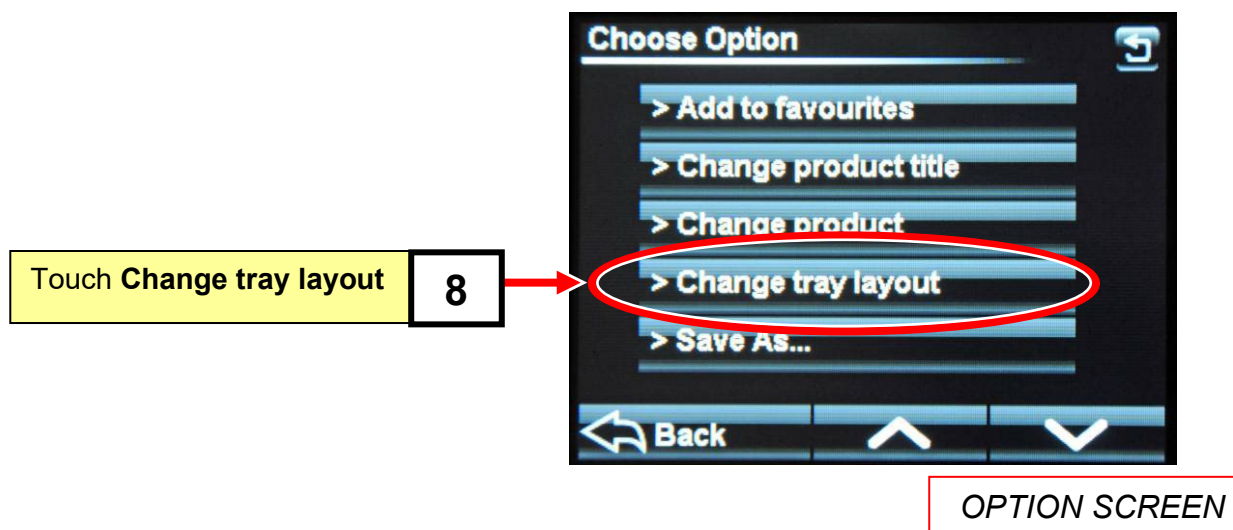 Choose Option
> Add to favourites
> Change product title
> Change product
Touch Change tray layout
8
> Change tray layout
> Save As...
Back
OPTION SCREEN